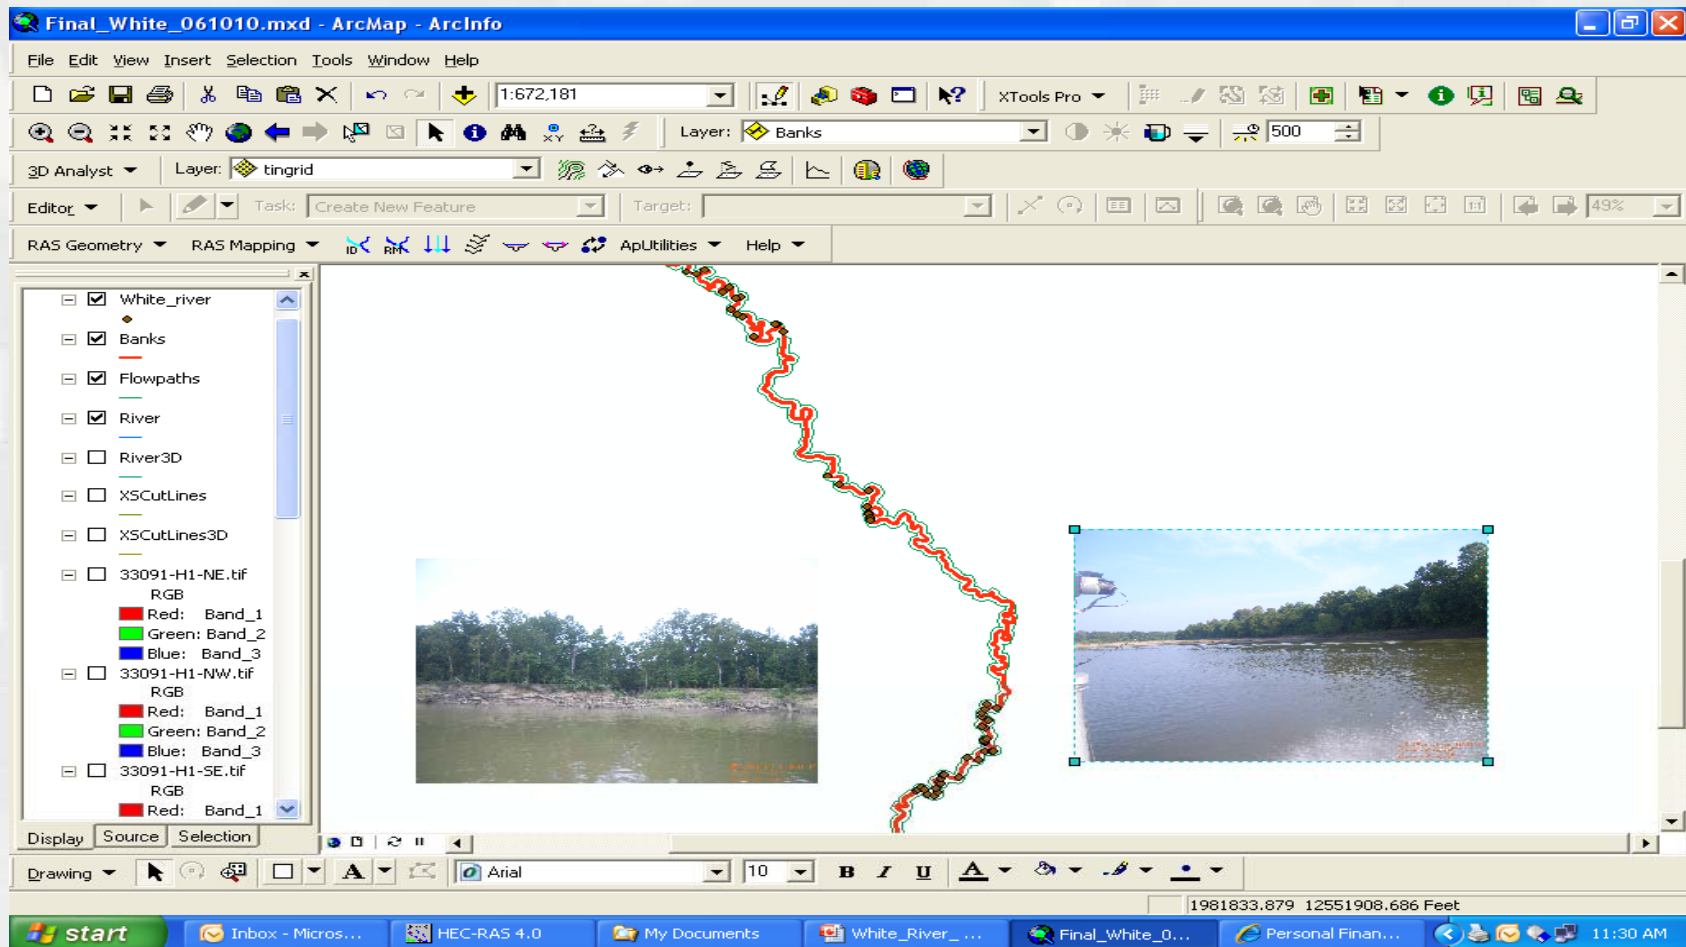 Final_White_061010.mxd - ArcMap - ArcInfo
File Edit View Insert Selection Tools Window Help
1:672,181
XTools Pro
Layer: Banks
500
3D Analyst
Layer: tingrid
Editor
Task: Create New Feature
Target:
1:1
49%
RAS Geometry
RAS Mapping
ID
RM
ApUtilities
Help
White_river
Banks
Flowpaths
River
River3D
XSCutLines
XSCutLines3D
33091-H1-NE.tif
RGB
Red: Band_1
Green: Band_2
Blue: Band_3
33091-H1-NW.tif
RGB
Red: Band_1
Green: Band_2
Blue: Band_3
33091-H1-SE.tif
RGB
Red: Band_1
Display Source Selection
Drawing
A
Arial
10
B I U A
1981833.879 12551908.686 Feet
start
Inbox - Micros...
HEC-RAS 4.0
My Documents
White_River_ ...
Final_White_0...
Personal Finan...
11:30 AM